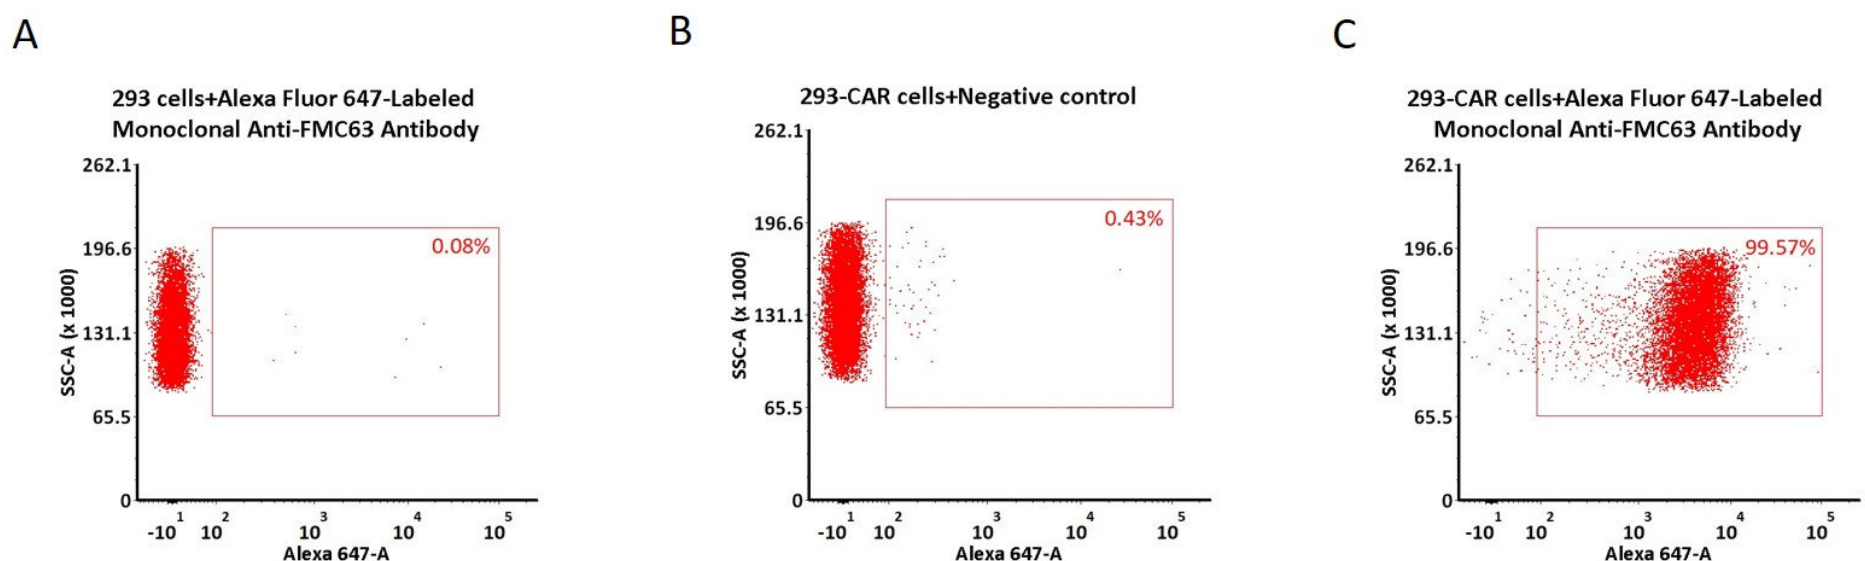 A
293 cells+Alexa Fluor 647-Labeled
Monoclonal Anti-FMC63 Antibody
262.1
196.6
131.1
65.5
0
SSC-A (x 1000)
0.08%
-10 1 10 2 10 3 10 4 10 5
Alexa 647-A
B
293-CAR cells+Negative control
262.1
196.6
131.1
65.5
0
SSC-A (x 1000)
0.43%
-10 1 10 2 10 3 10 4 10 5
Alexa 647-A
C
293-CAR cells+Alexa Fluor 647-Labeled
Monoclonal Anti-FMC63 Antibody
262.1
196.6
131.1
65.5
0
SSC-A (x 1000)
99.57%
-10 1 10 2 10 3 10 4 10 5
Alexa 647-A